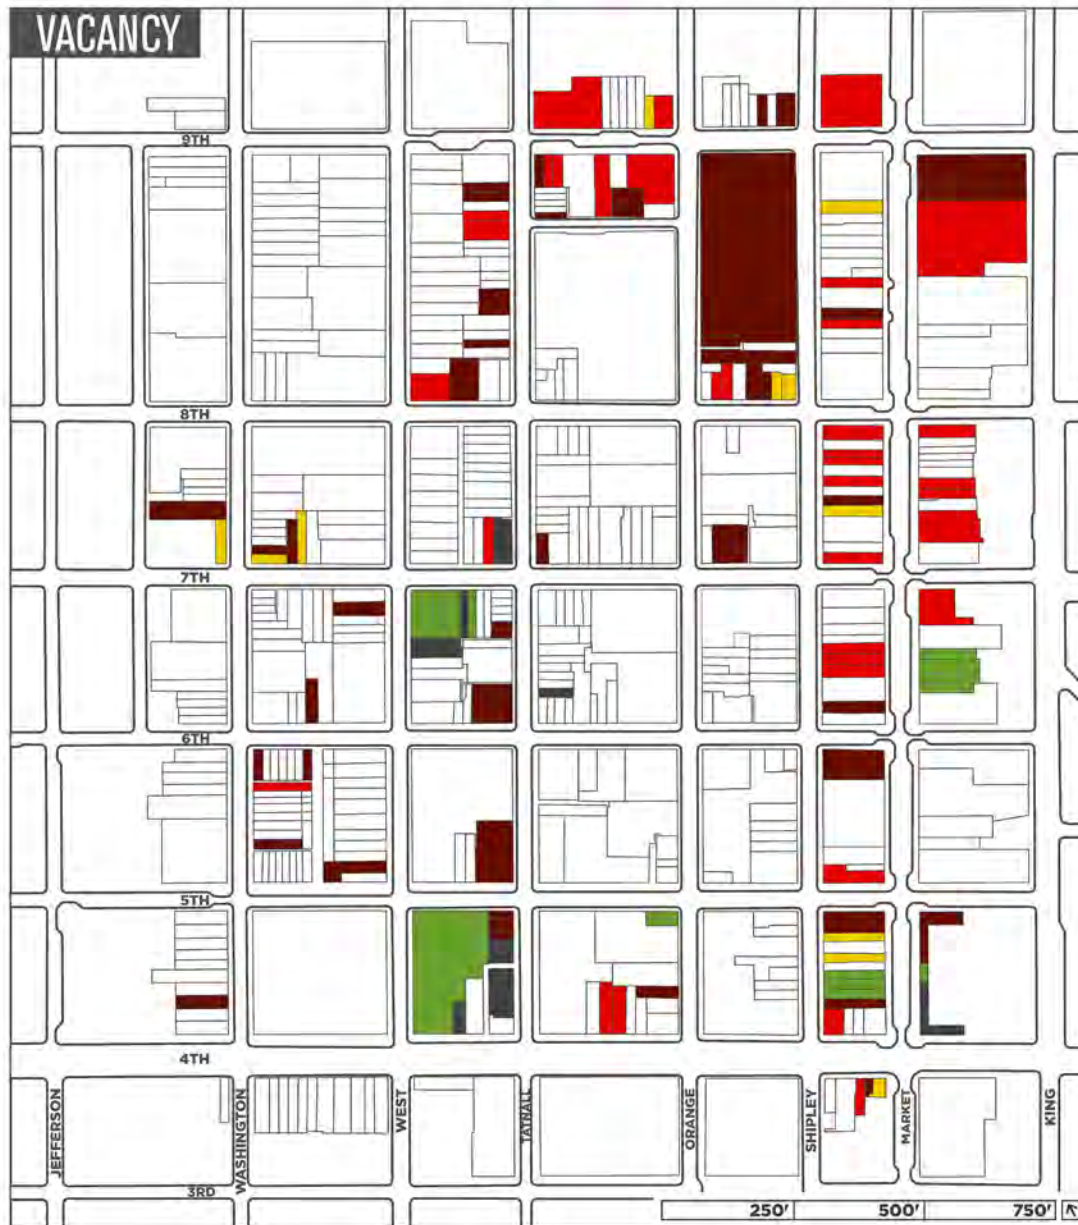 VACANCY
9TH
8TH
7TH
6TH
5TH
4TH
JEFFERSON
WASHINGTON
WEST
TATNALL
ORANGE
SHIPLEY
MARKET
KING
3RD
250'
500'
750'